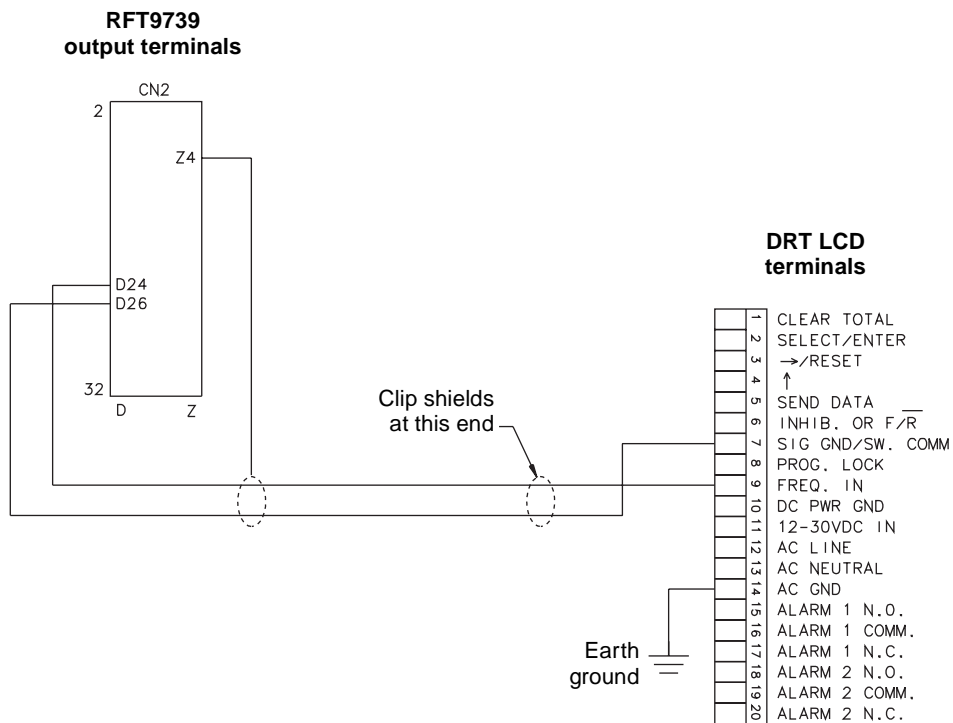 RFT9739
output terminals
CN2
2
Z4
D24
D26
32
D
Z
Clip shields
at this end
DRT LCD
terminals
1 CLEAR TOTAL
2 SELECT/ENTER
3 →/RESET
4 ↑
5 SEND DATA
6 INHIB. OR F/R̅
7 SIG GND/SW. COMM
8 PROG. LOCK
9 FREQ. IN
10 DC PWR GND
11 12-30VDC IN
12 AC LINE
13 AC NEUTRAL
14 AC GND
15 ALARM 1 N.O.
16 ALARM 1 COMM.
17 ALARM 1 N.C.
18 ALARM 2 N.O.
19 ALARM 2 COMM.
20 ALARM 2 N.C.
Earth
ground